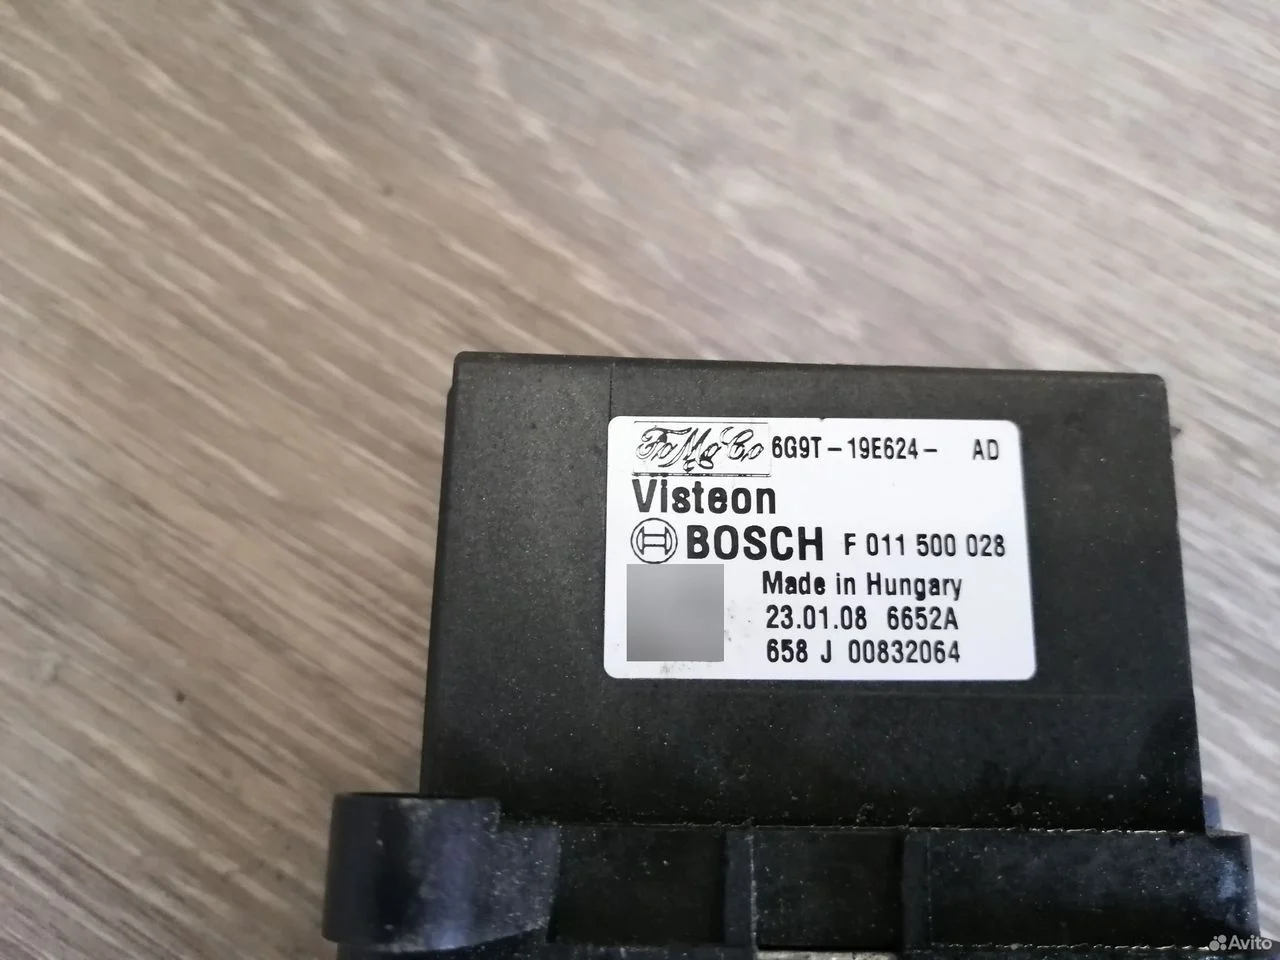 FoMoCo 6G9T-19E624- AD
Visteon
BOSCH F 011 500 028
Made in Hungary
23.01.08 6652A
658 J 00832064
Avito